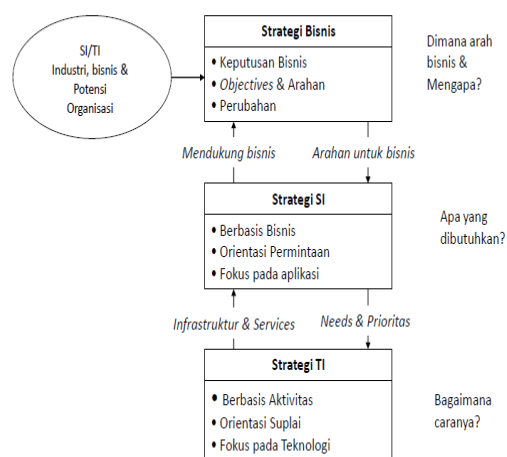 SI/TI
Industri, bisnis &
Potensi
Organisasi
Strategi Bisnis
• Keputusan Bisnis
• Objectives & Arahan
• Perubahan
Dimana arah
bisnis &
Mengapa?
Mendukung bisnis
Arahan untuk bisnis
Strategi SI
• Berbasis Bisnis
• Orientasi Permintaan
• Fokus pada aplikasi
Apa yang
dibutuhkan?
Infrastruktur & Services
Needs & Prioritas
Strategi TI
• Berbasis Aktivitas
• Orientasi Suplai
• Fokus pada Teknologi
Bagaimana
caranya?